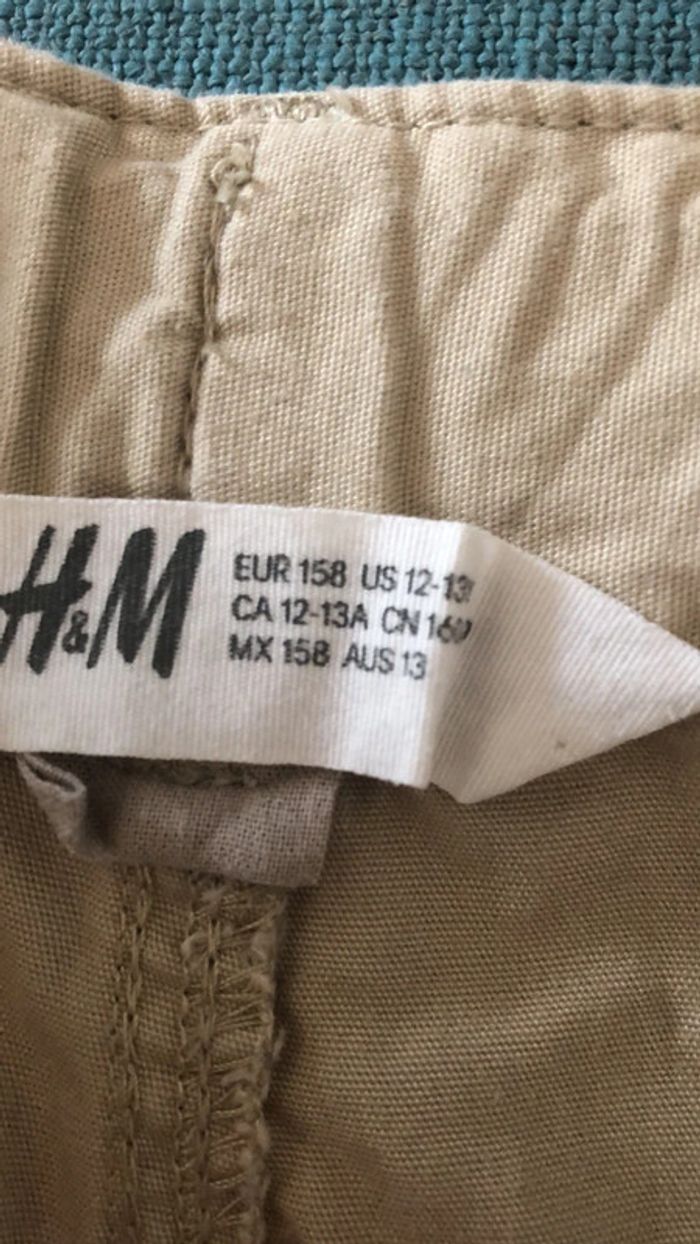 H&M
EUR 158 US 12-13
CA 12-13A CN
MX 158 AUS 13